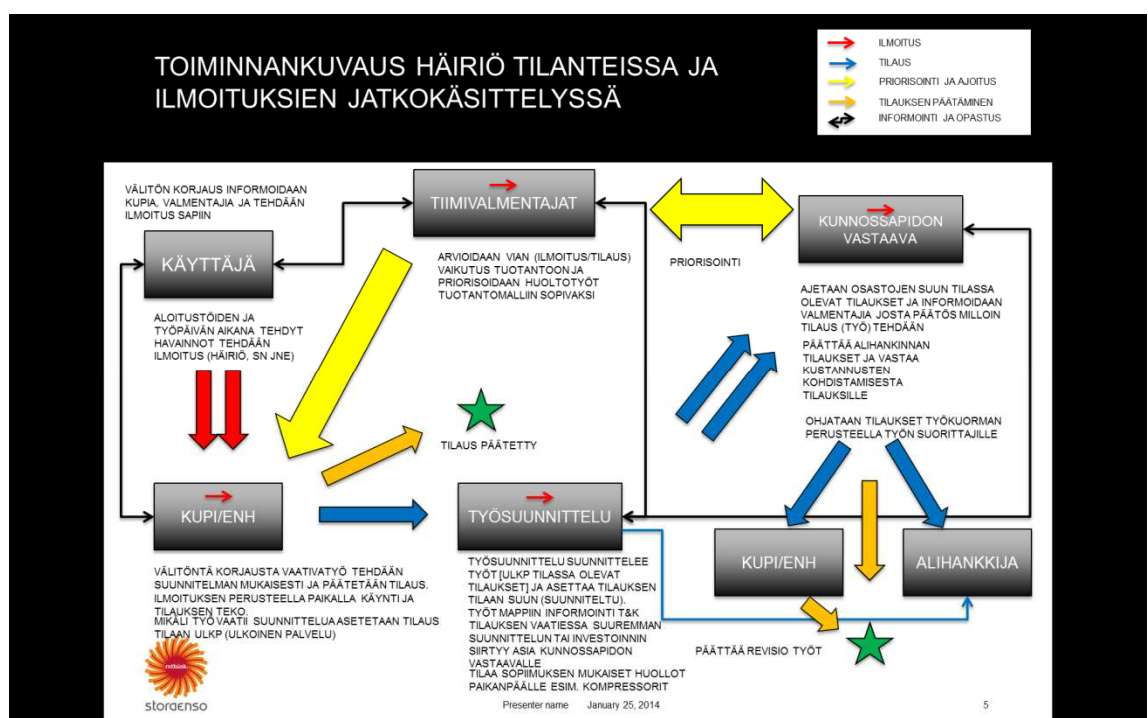 TOIMINNANKUVAUS HÄIRIÖ TILANTEISSA JA
ILMOITUKSIEN JATKOKÄSITTELYSSÄ
ILMOITUS
TILAUS
PRIORISOINTI JA AJOITUS
TILAUKSEN PÄÄTÄMINEN
INFORMOINTI JA OPASTUS
VÄLITÖN KORJAUS INFORMOIDAAN
KUPIA, VALMENTAJIA JA TEHDÄÄN
ILMOITUS SAPIIN
TIIMIVALMENTAJAT
KUNNOSSAPIDON
VASTAAVA
KÄYTTÄJÄ
ARVIOIDAAN VIAN (ILMOITUS/TILAUS)
VAIKUTUS TUOTANTOON JA
PRIORISOIDAAN HUOLTOTYÖT
TUOTANTOMALLIIN SOPIVAKSI
PRIORISOINTI
AJETAAN OSASTOJEN SUUN TILASSA
OLEVAT TILAUKSET JA INFORMOIDAAN
VALMENTAJIA JOSTA PÄÄTÖS MILLOIN
TILAUS (TYÖ) TEHDÄÄN
ALOITUSTÖIDEN JA
TYÖPÄIVÄN AIKANA TEHDYT
HAVAINNOT TEHDÄÄN
ILMOITUS (HÄIRIÖ, SN JNE)
PÄÄTTÄÄ ALIHANKINNAN
TILAUKSET JA VASTAA
KUSTANNUSTEN
KOHDISTAMISESTA
TILAUKSILLE
OHJATAAN TILAUKSET TYÖKUORMAN
PERUSTEELLA TYÖN SUORITTAJILLE
TILAUS PÄÄTETTY
KUPI/ENH
TYÖSUUNNITTELU
KUPI/ENH
ALIHANKKIJA
VÄLITÖNTÄ KORJAUSTA VAATIVATYÖ TEHDÄÄN
SUUNNITELMAN MUKAISESTI JA PÄÄTETÄÄN TILAUS.
ILMOITUKSEN PERUSTEELLA PAIKALLA KÄYNTI JA
TILAUKSEN TEKO.
MIKÄLI TYÖ VAATII SUUNNITTELUA ASETETAAN TILAUS
TILAAN ULKP (ULKOINEN PALVELU)
TYÖSUUNNITTELU SUUNNITTELEE
TYÖT [ULKP TILASSA OLEVAT
TILAUKSET] JA ASETTAA TILAUKSEN
TILAAN SUUN (SUUNNITELTU).
TYÖT MAPPIIN INFORMOINTI T&K
TILAUKSEN VAATIESSA SUUREMMAN
SUUNNITTELUN TAI INVESTOINNIN
SIIRTYY ASIA KUNNOSSAPIDON
VASTAAVALLE
TILAA SOPIIMUKSEN MUKAISET HUOLLOT
PAIKANPÄÄLLE ESIM. KOMPRESSORIT
PÄÄTTÄÄ REVISIO TYÖT
rethink
storaenso
Presenter name January 25, 2014 5